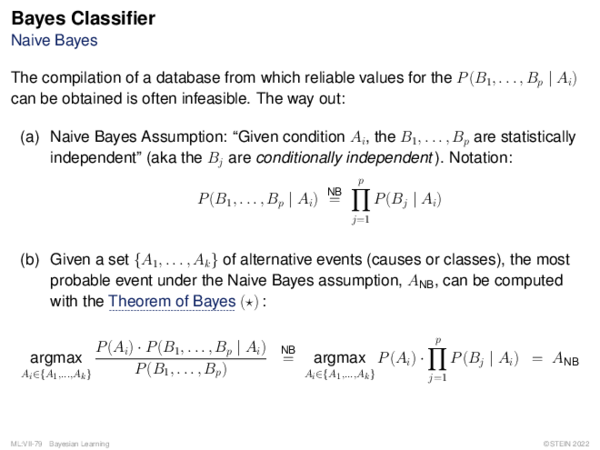 Bayes Classifier
Naive Bayes
The compilation of a database from which reliable values for the P(B₁, . . . , Bₚ | Aᵢ)
can be obtained is often infeasible. The way out:
(a) Naive Bayes Assumption: “Given condition Aᵢ, the B₁, . . . , Bₚ are statistically
independent” (aka the Bⱼ are conditionally independent). Notation:
P(B₁, . . . , Bₚ | Aᵢ) NB= ∏_{j=1}^{p} P(Bⱼ | Aᵢ)
(b) Given a set {A₁, . . . , Aₖ} of alternative events (causes or classes), the most
probable event under the Naive Bayes assumption, A_NB, can be computed
with the Theorem of Bayes (⋆) :
argmax_{Aᵢ∈{A₁,...,Aₖ}} P(Aᵢ) · P(B₁, . . . , Bₚ | Aᵢ) / P(B₁, . . . , Bₚ) NB= argmax_{Aᵢ∈{A₁,...,Aₖ}} P(Aᵢ) · ∏_{j=1}^{p} P(Bⱼ | Aᵢ) = A_NB
ML:VII-79 Bayesian Learning ©STEIN 2022